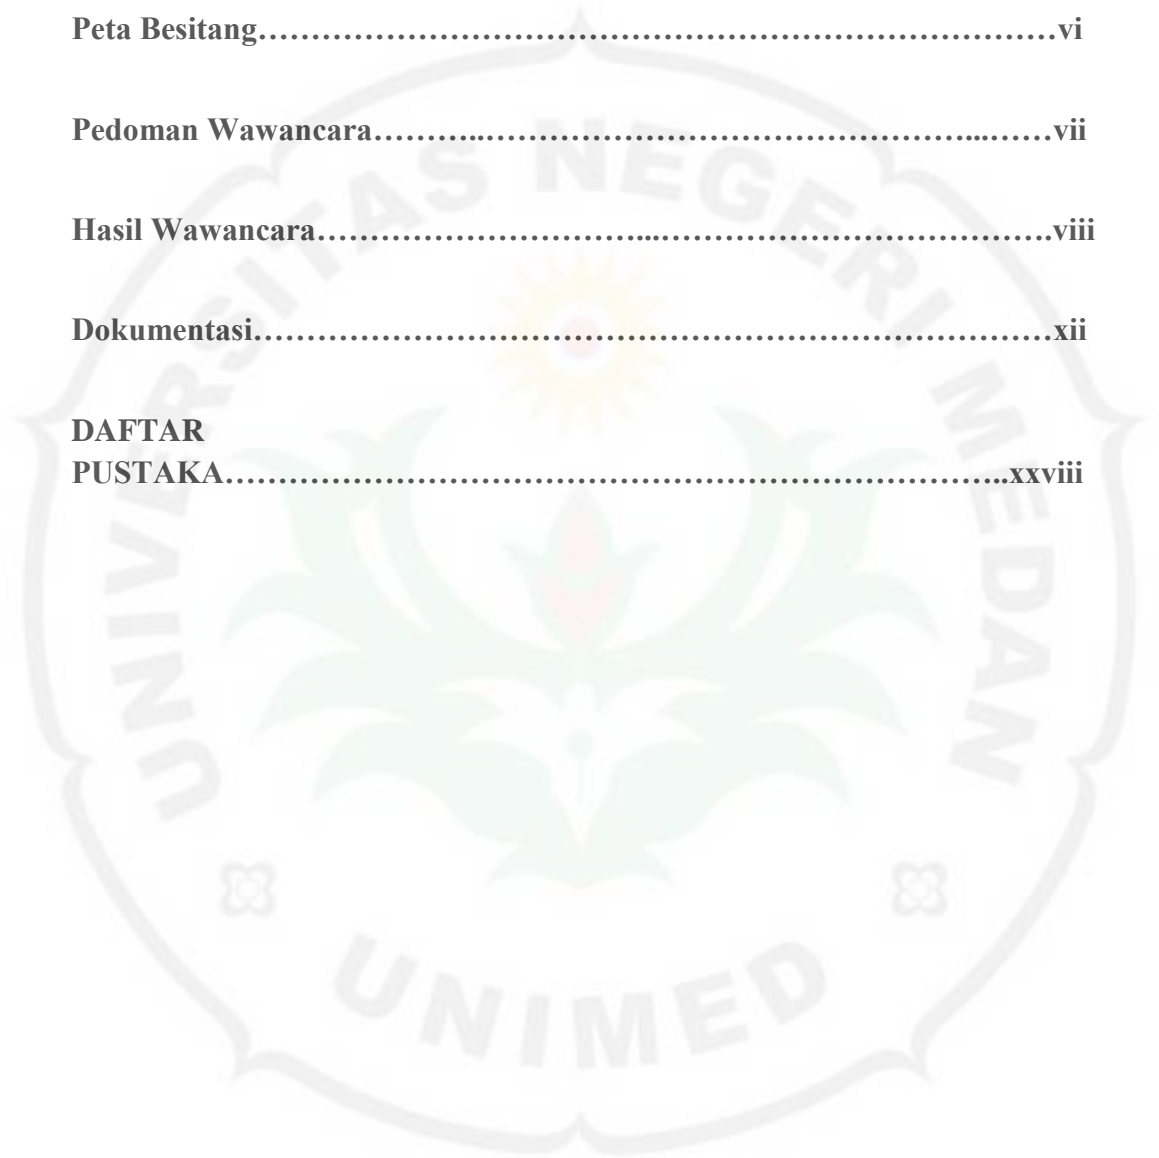 Peta Besitang…………………………………………………………………vi
Pedoman Wawancara………..………………………………………...……vii
Hasil Wawancara…………………………...……………………………….viii
Dokumentasi…………………………………………………………………xii
DAFTAR
PUSTAKA………………………………………………………………..xxviii
UNIVERSITAS NEGERI MEDAN
UNIMED